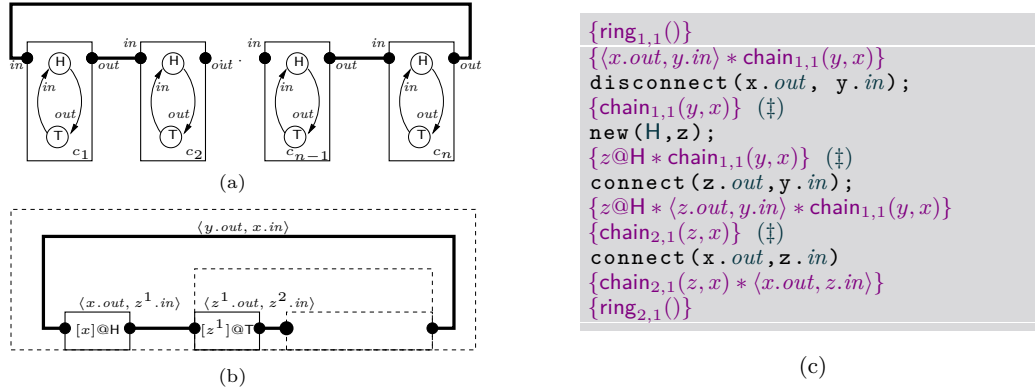 in in in in
H H H H
in out in out · · in out in out
in in in in
out out out out
T T T T
c₁ c₂ cₙ₋₁ cₙ
(a)
⟨y.out, x.in⟩
⟨x.out, z¹.in⟩ ⟨z¹.out, z².in⟩
[x]@H [z¹]@T
(b)
{ring₁,₁()}
{⟨x.out, y.in⟩ ∗ chain₁,₁(y, x)}
disconnect(x.out, y.in);
{chain₁,₁(y, x)} (‡)
new(H,z);
{z@H ∗ chain₁,₁(y, x)} (‡)
connect(z.out,y.in);
{z@H ∗ ⟨z.out, y.in⟩ ∗ chain₁,₁(y, x)}
{chain₂,₁(z, x)} (‡)
connect(x.out,z.in)
{chain₂,₁(z, x) ∗ ⟨x.out, z.in⟩}
{ring₂,₁()}
(c)